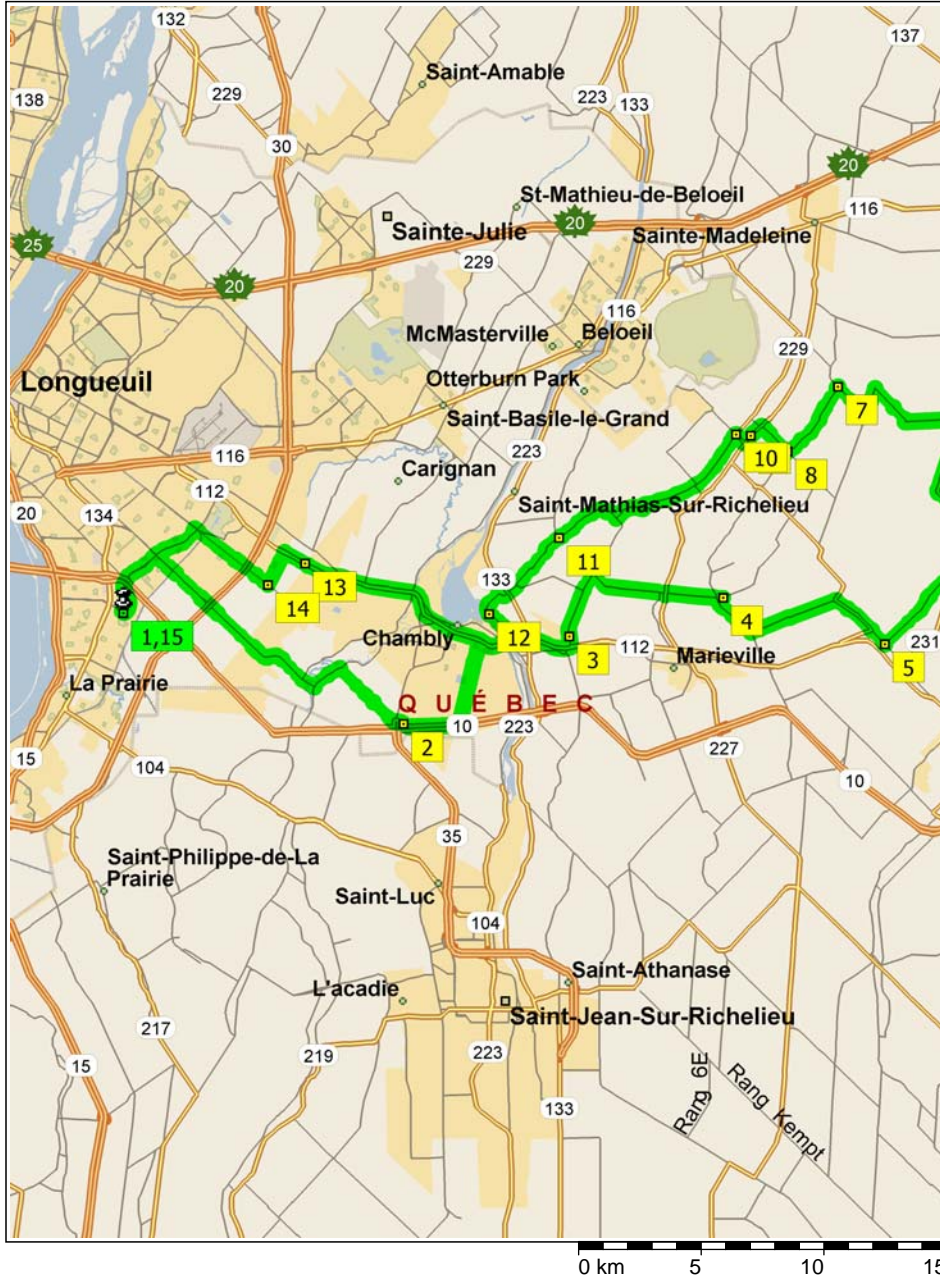 132
137
Saint-Amable
138
229
223
133
30
20
St-Mathieu-de-Beloeil
116
Sainte-Julie
20
Sainte-Madeleine
25
229
20
116
McMasterville
Beloeil
229
Longueuil
Otterburn Park
7
Saint-Basile-le-Grand
116
10
223
8
Carignan
112
Saint-Mathias-Sur-Richelieu
20
134
11
133
13
14
4
1,15
Chambly
12
3
112
231
Marieville
5
La Prairie
QUÉBEC
10
223
2
15
227
104
10
35
Saint-Philippe-de-La
Prairie
Saint-Luc
104
Saint-Athanase
L'acadie
Saint-Jean-Sur-Richelieu
217
219
223
15
Rang 6E
Rang Kempt
133
0 km 5 10 15